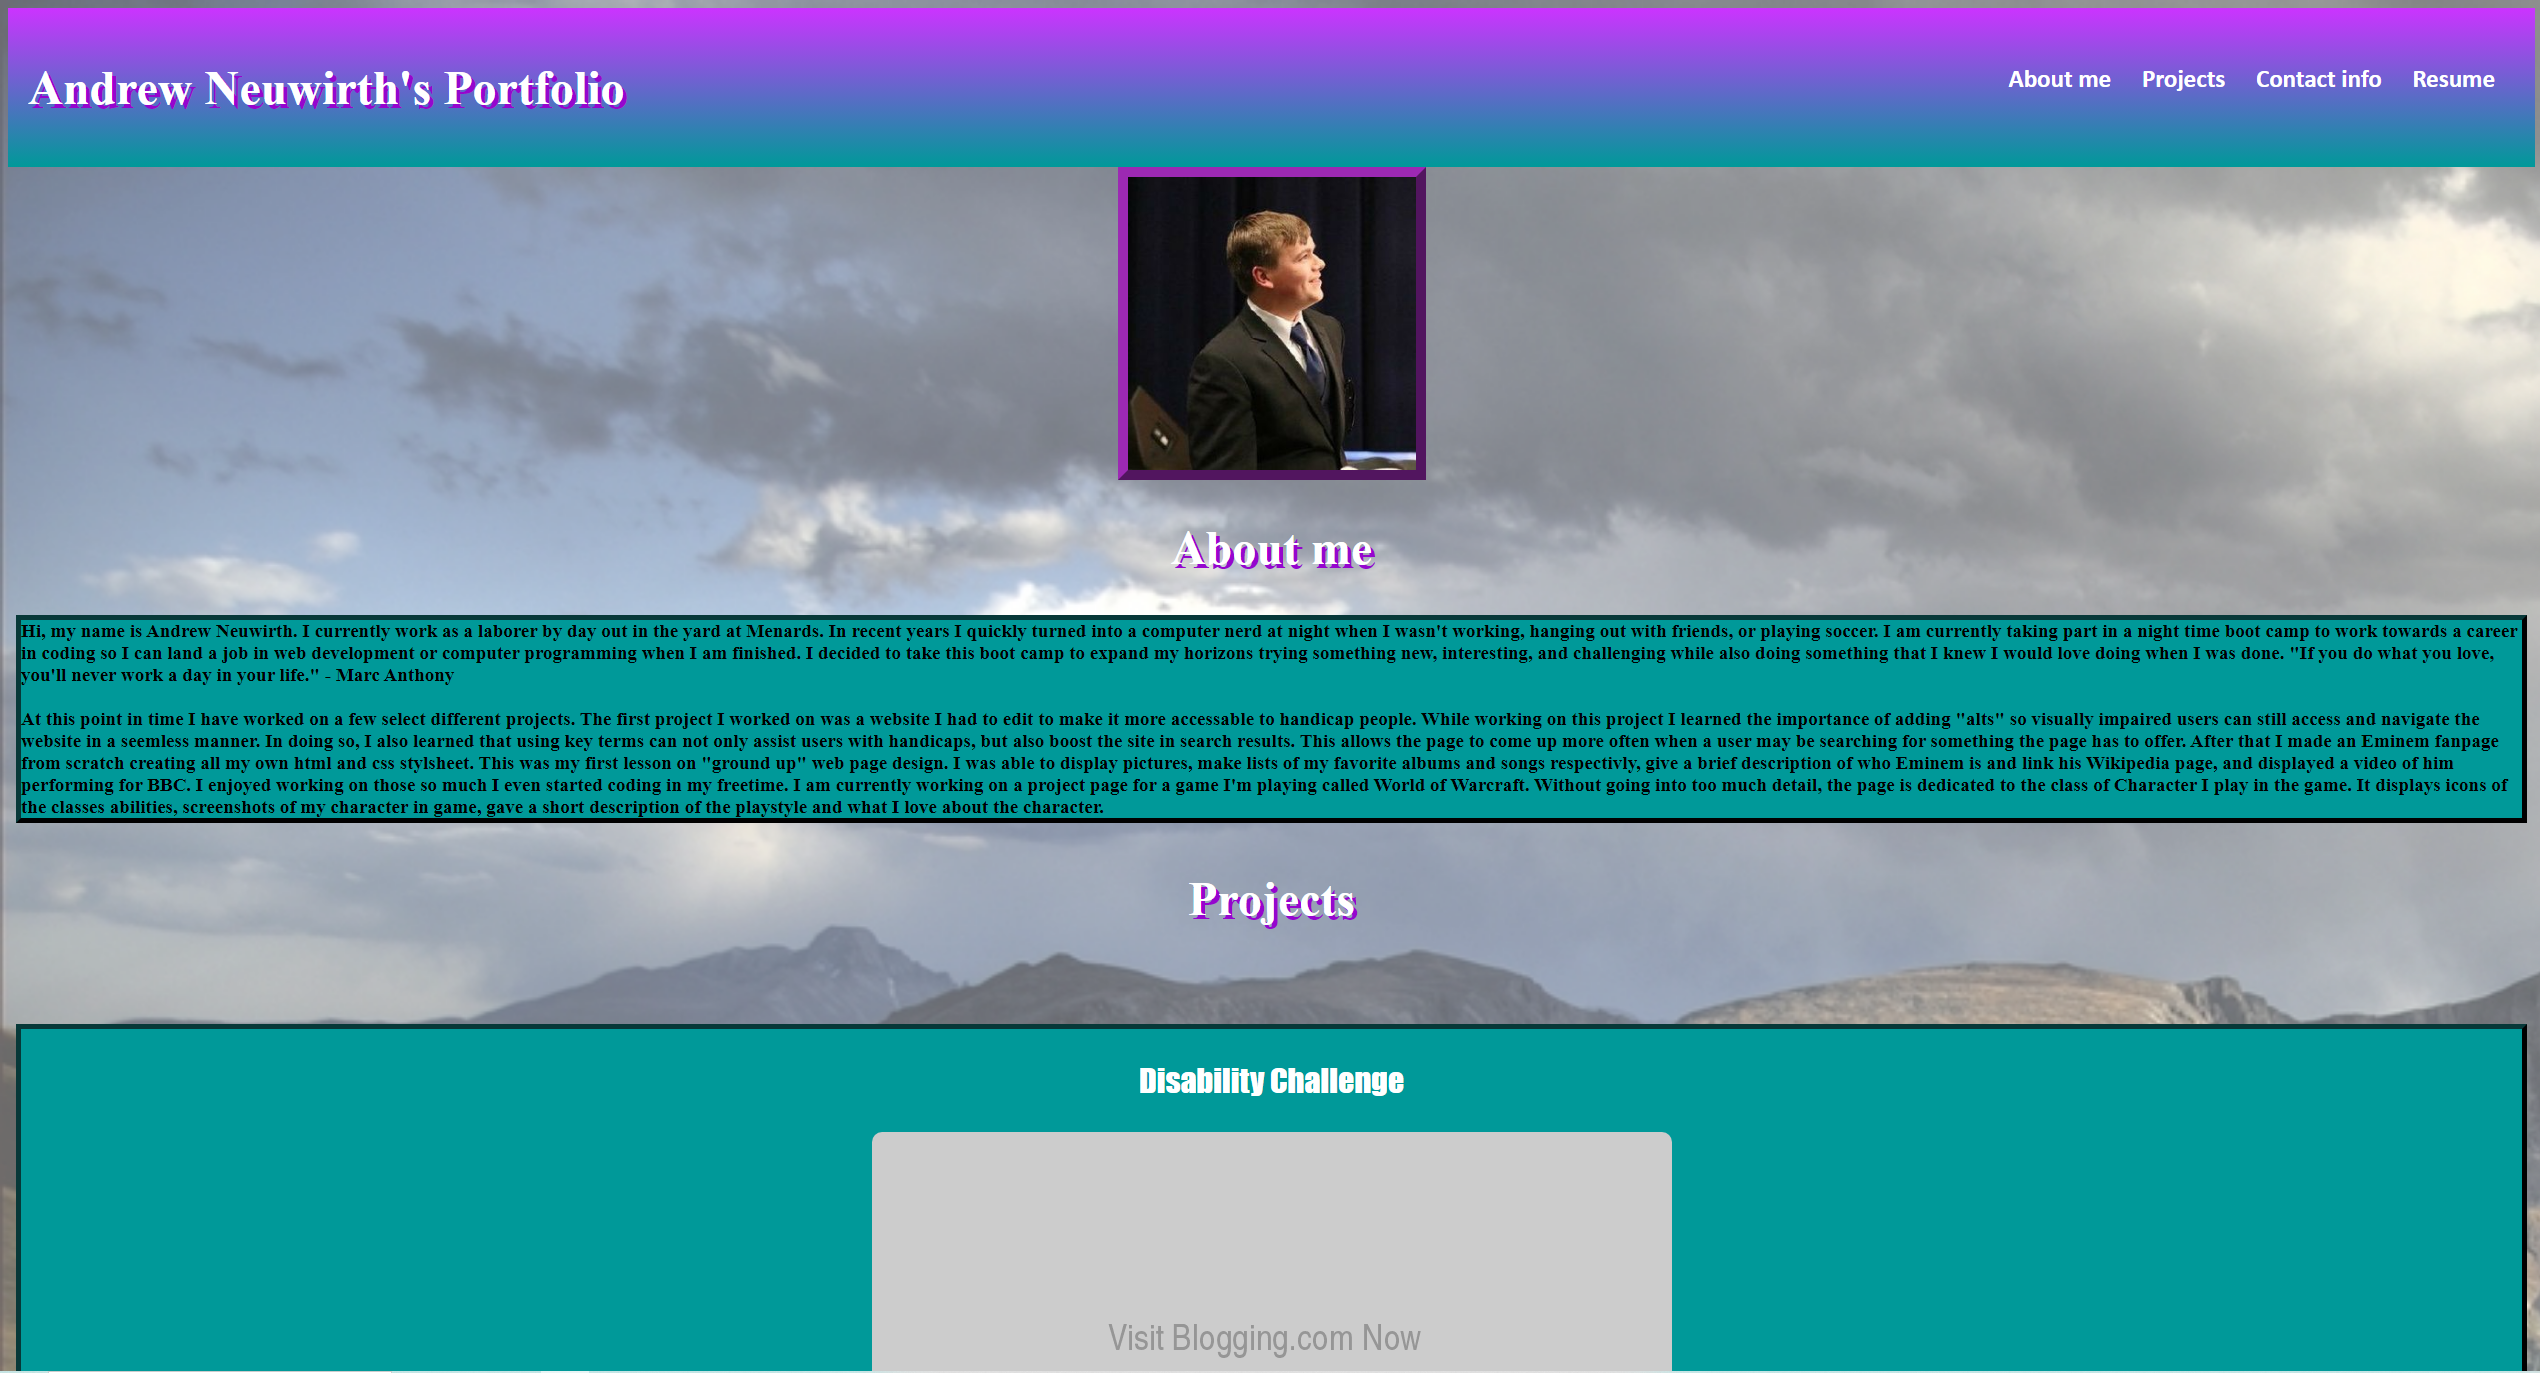 Andrew Neuwirth's Portfolio
About me Projects Contact info Resume
About me
Hi, my name is Andrew Neuwirth. I currently work as a laborer by day out in the yard at Menards. In recent years I quickly turned into a computer nerd at night when I wasn't working, hanging out with friends, or playing soccer. I am currently taking part in a night time boot camp to work towards a career
in coding so I can land a job in web development or computer programming when I am finished. I decided to take this boot camp to expand my horizons trying something new, interesting, and challenging while also doing something that I knew I would love doing when I was done. "If you do what you love,
you'll never work a day in your life." - Marc Anthony
At this point in time I have worked on a few select different projects. The first project I worked on was a website I had to edit to make it more accessable to handicap people. While working on this project I learned the importance of adding "alts" so visually impaired users can still access and navigate the
website in a seemless manner. In doing so, I also learned that using key terms can not only assist users with handicaps, but also boost the site in search results. This allows the page to come up more often when a user may be searching for something the page has to offer. After that I made an Eminem fanpage
from scratch creating all my own html and css stylsheet. This was my first lesson on "ground up" web page design. I was able to display pictures, make lists of my favorite albums and songs respectivly, give a brief description of who Eminem is and link his Wikipedia page, and displayed a video of him
performing for BBC. I enjoyed working on those so much I even started coding in my freetime. I am currently working on a project page for a game I'm playing called World of Warcraft. Without going into too much detail, the page is dedicated to the class of Character I play in the game. It displays icons of
the classes abilities, screenshots of my character in game, gave a short description of the playstyle and what I love about the character.
Projects
Disability Challenge
Visit Blogging.com Now